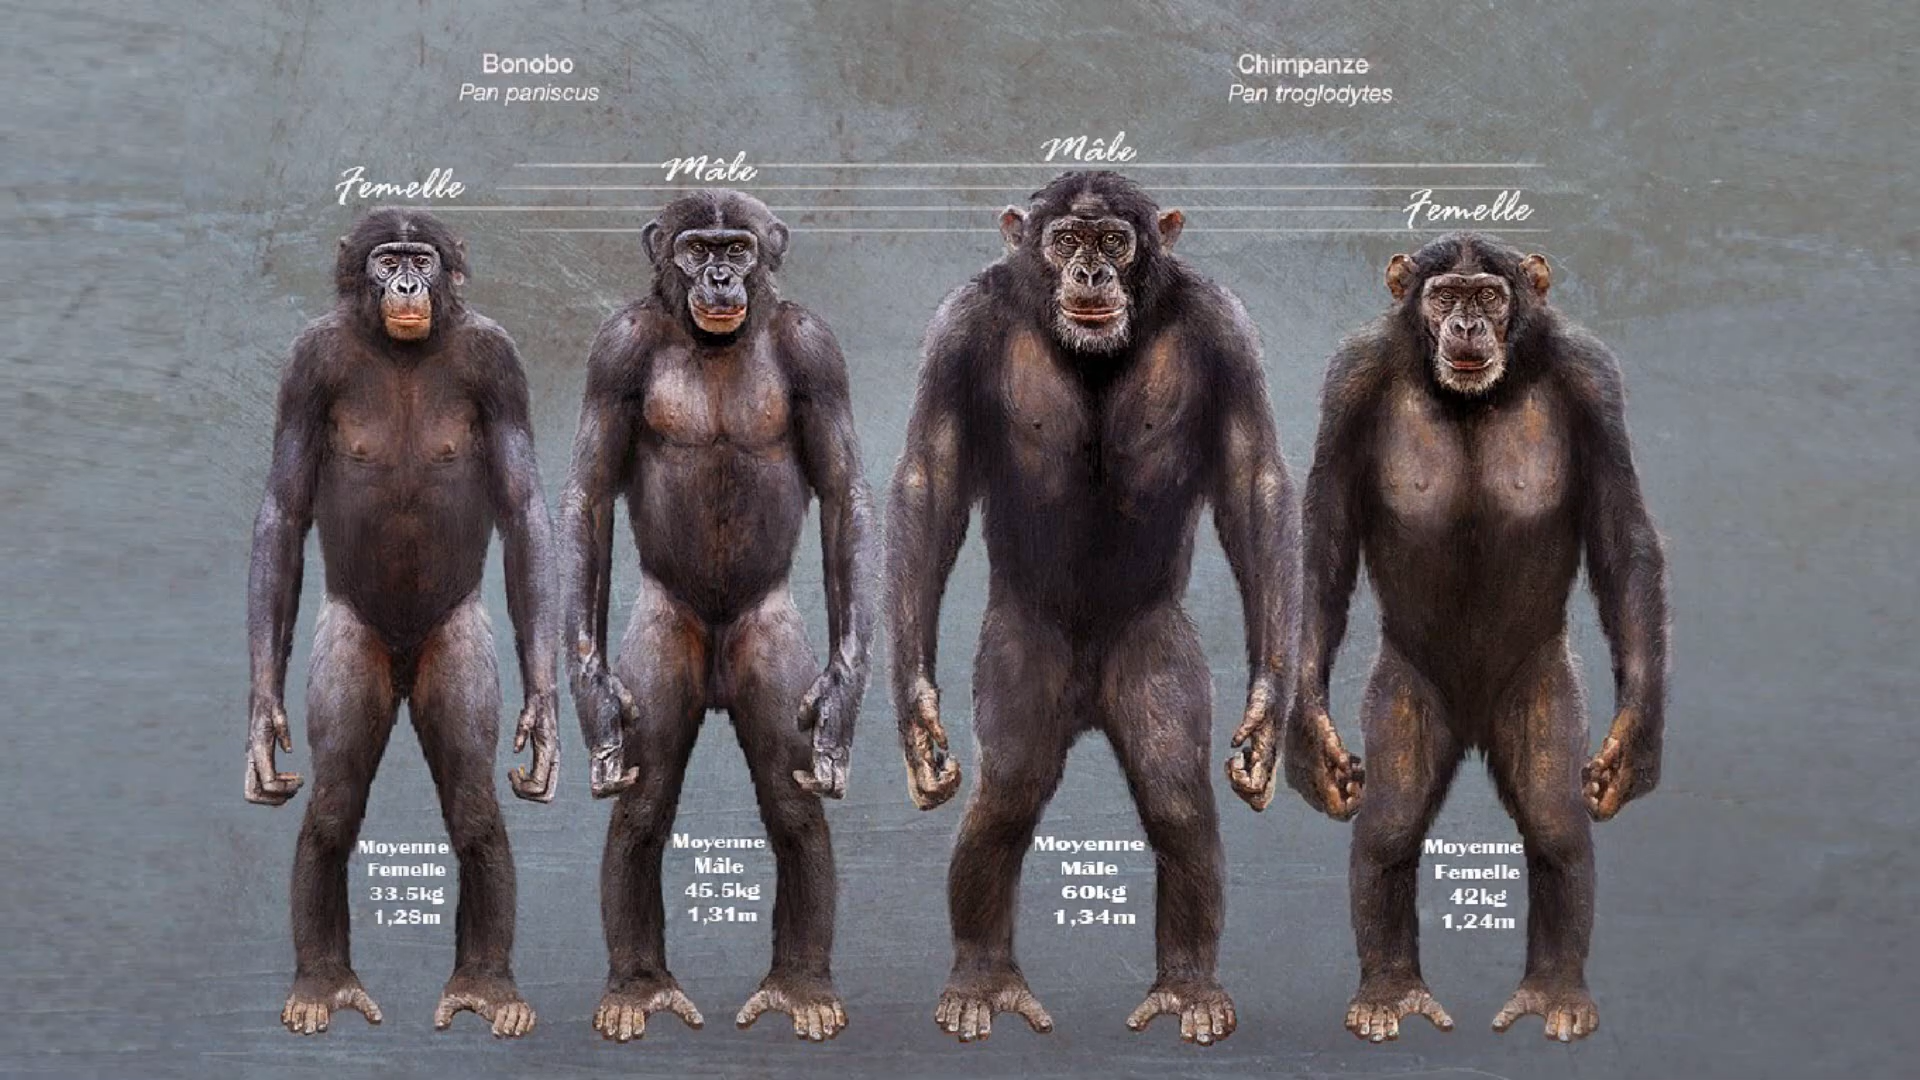 Bonobo
Pan paniscus
Chimpanze
Pan troglodytes
Femelle
Mâle
Mâle
Femelle
Moyenne
Femelle
33.5kg
1,28m
Moyenne
Mâle
45.5kg
1,31m
Moyenne
Mâle
60kg
1,34m
Moyenne
Femelle
42kg
1,24m